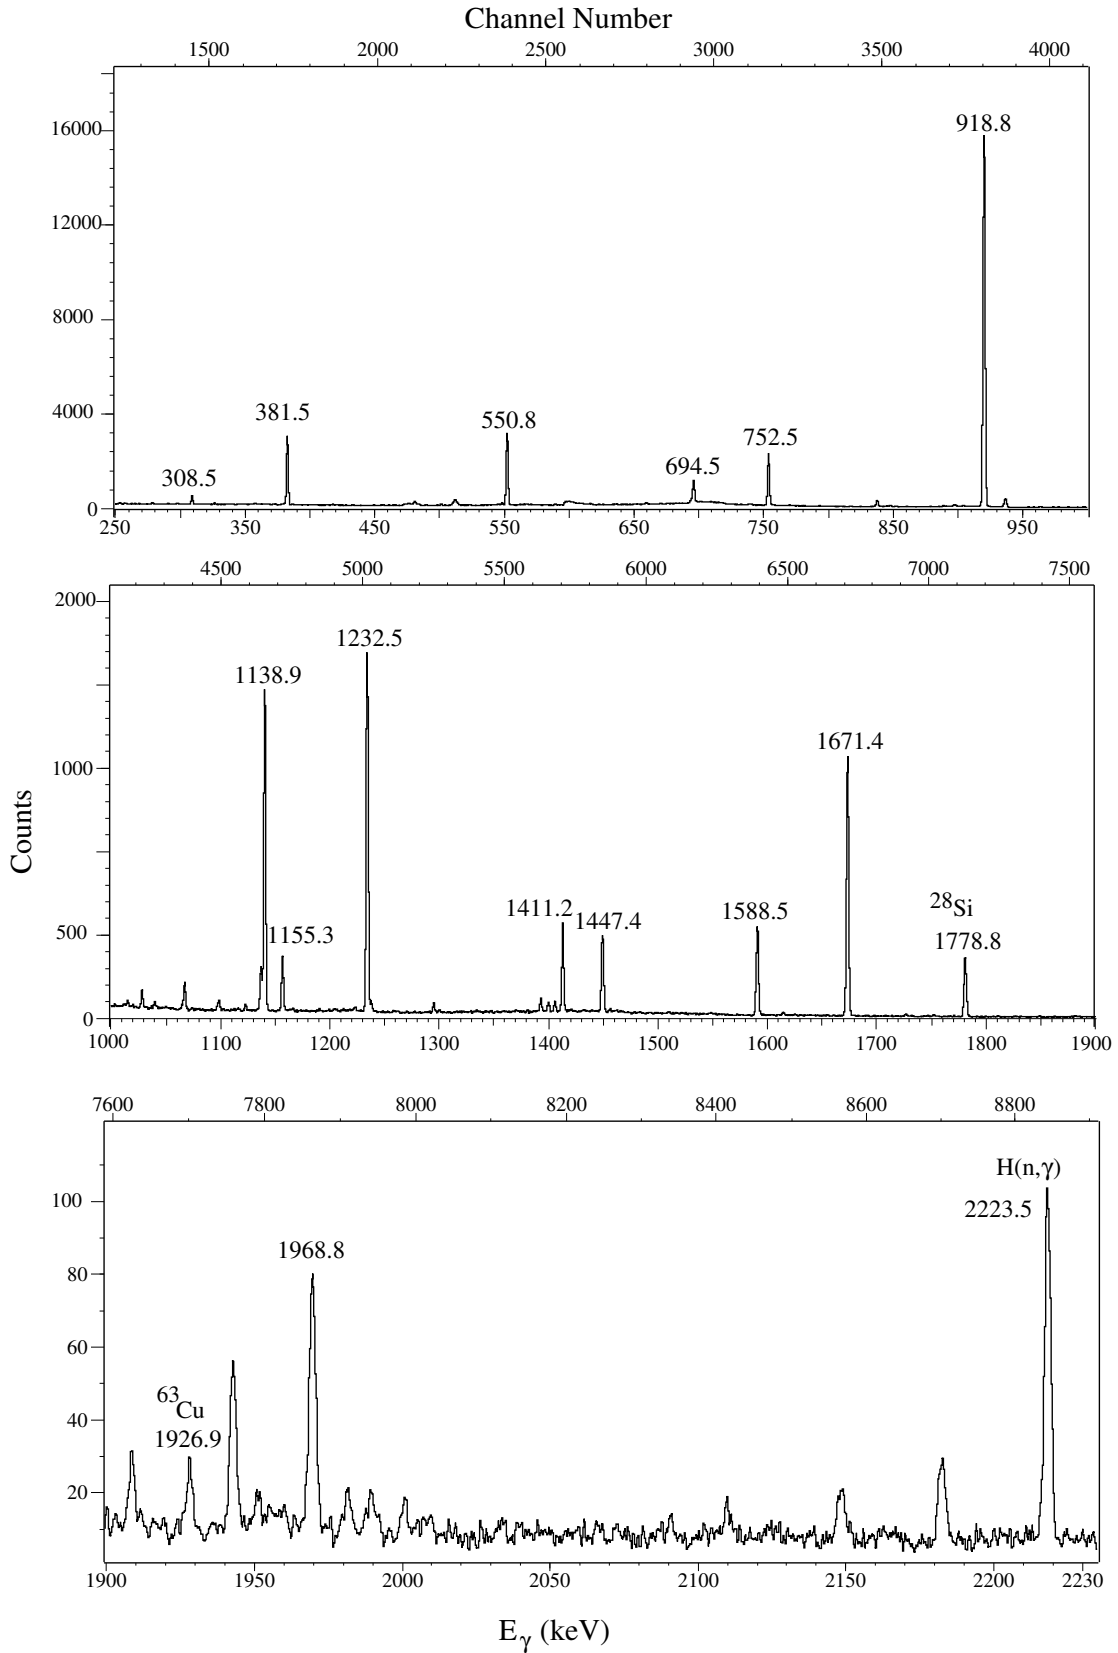 Channel Number
1500 2000 2500 3000 3500 4000
16000
918.8
12000
8000
4000
381.5
550.8
752.5
694.5
308.5
0
250 350 450 550 650 750 850 950
4500 5000 5500 6000 6500 7000 7500
2000
1232.5
1138.9
1671.4
1000
Counts
1411.2
1447.4
1588.5
28Si
1778.8
500
1155.3
0
1000 1100 1200 1300 1400 1500 1600 1700 1800 1900
7600 7800 8000 8200 8400 8600 8800
H(n,γ)
100
2223.5
1968.8
80
60
63Cu
40
1926.9
20
1900 1950 2000 2050 2100 2150 2200 2230
Eγ (keV)